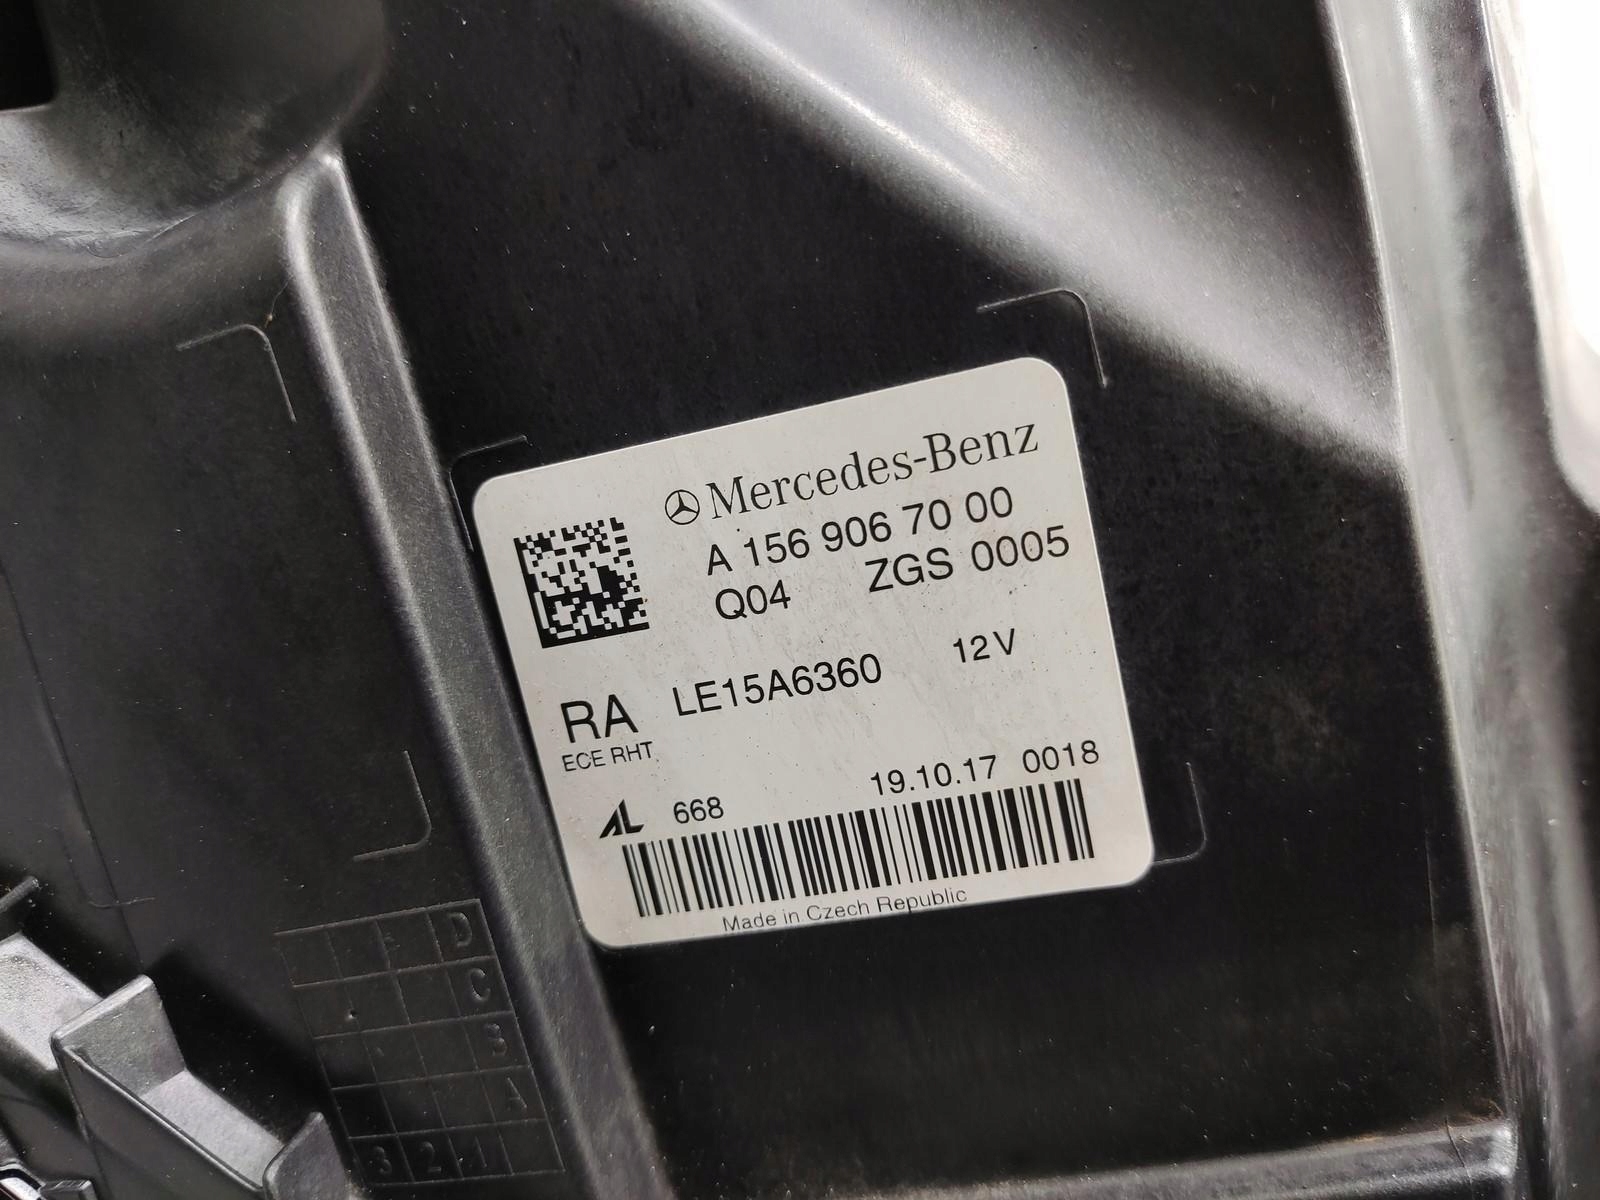 Mercedes-Benz
A 156 906 70 00
Q04 ZGS 0005
RA LE15A6360 12V
ECE RHT
AL 668 19.10.17 0018
Made in Czech Republic
D
C
B
A
3 2 1